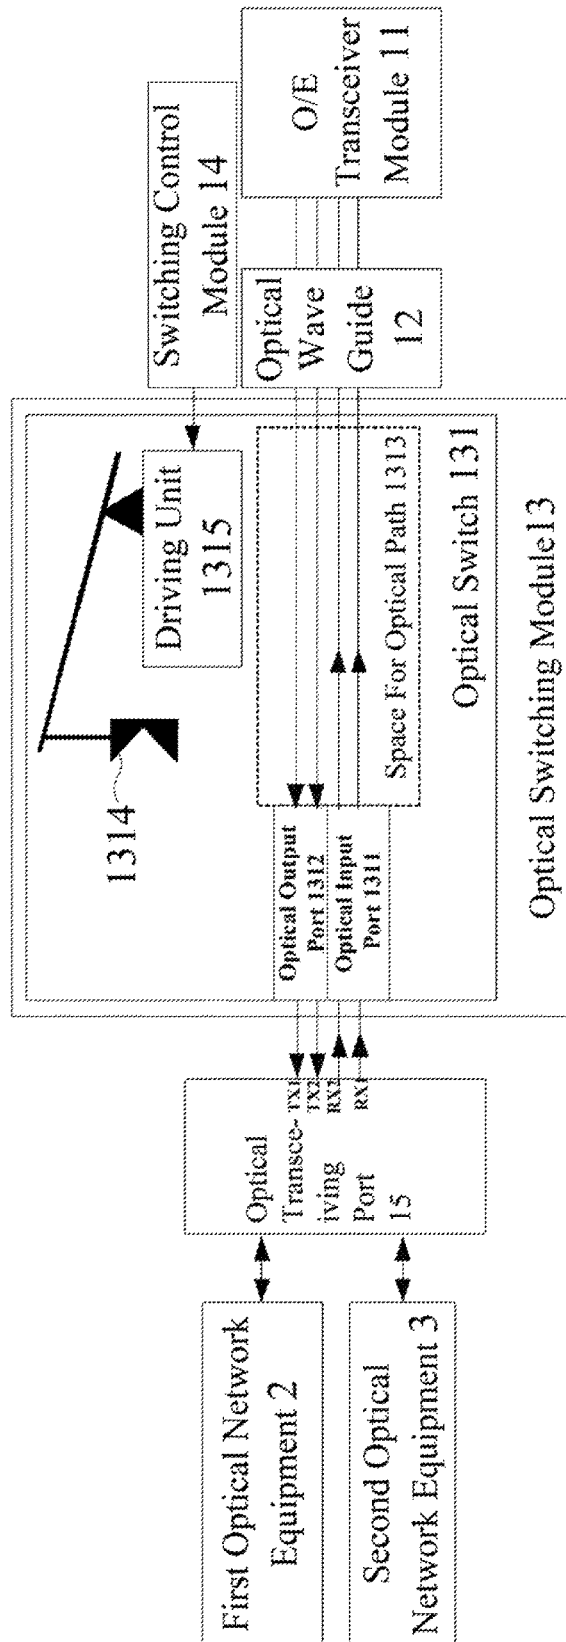 First Optical Network
Equipment 2
Second Optical
Network Equipment 3
Optical
Transce-
iving
Port
15
TX1
TX2
RX2
RX1
1314
Optical Output
Port 1312
Optical Input
Port 1311
Driving Unit
1315
Space For Optical Path 1313
Optical Switch 131
Optical Switching Module13
Switching Control
Module 14
Optical
Wave
Guide
12
O/E
Transceiver
Module 11